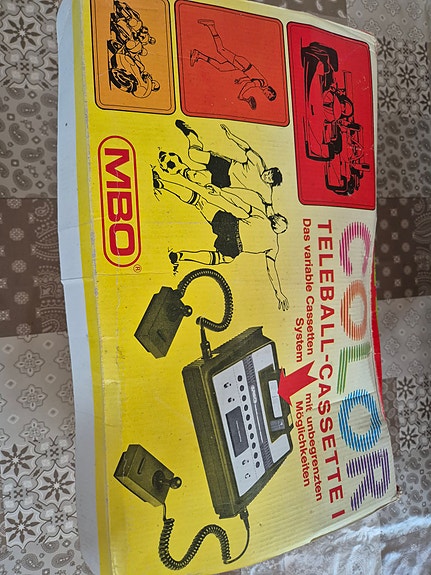 COLOR
TELEBALL-CASSETTE I
Das variable Cassetten mit unbegrenzten
System Möglichkeiten
MBO®